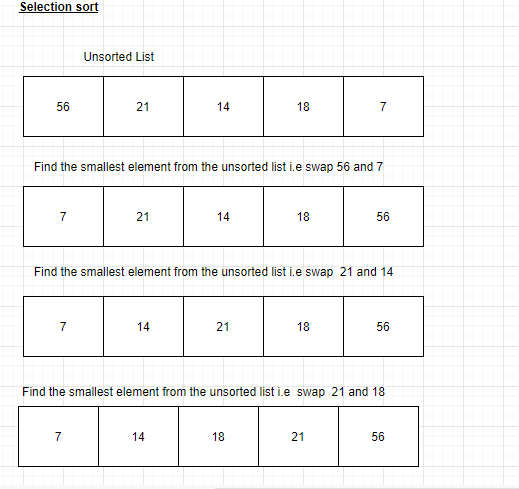 Selection sort
Unsorted List
56 21 14 18 7
Find the smallest element from the unsorted list i.e swap 56 and 7
7 21 14 18 56
Find the smallest element from the unsorted list i.e swap 21 and 14
7 14 21 18 56
Find the smallest element from the unsorted list i.e swap 21 and 18
7 14 18 21 56